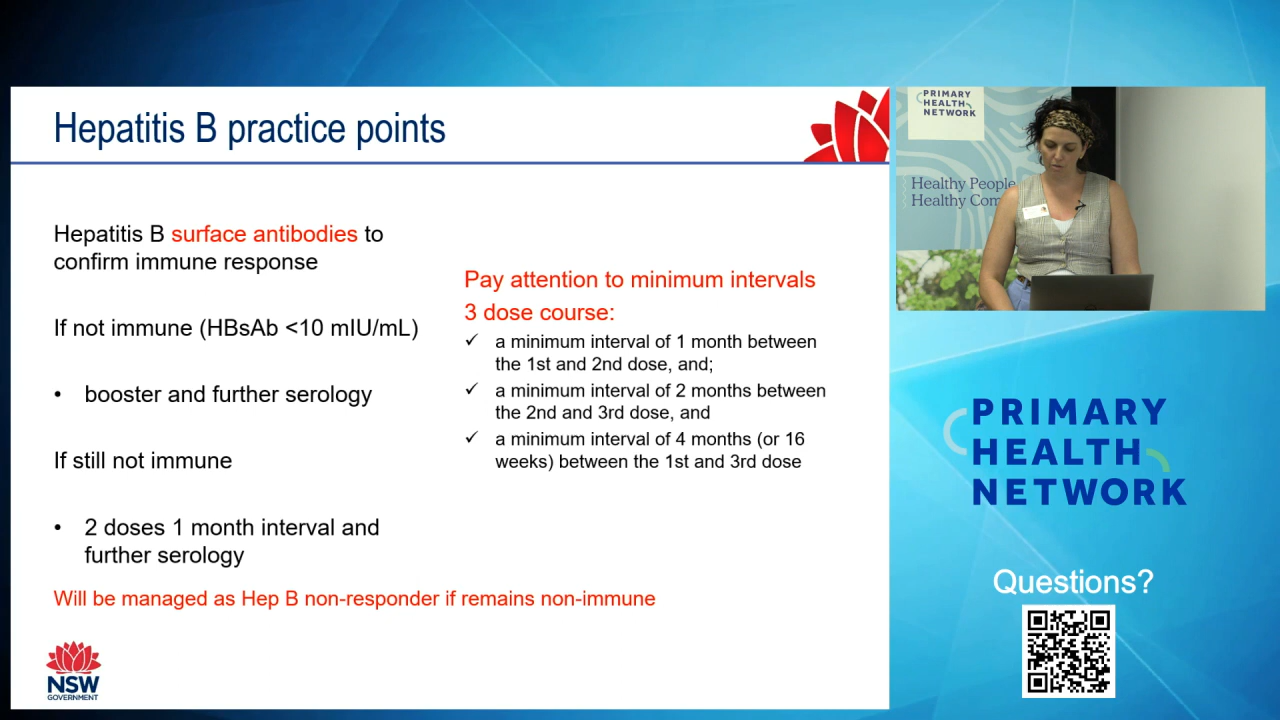 Hepatitis B practice points
Hepatitis B surface antibodies to
confirm immune response
If not immune (HBsAb <10 mIU/mL)
• booster and further serology
If still not immune
• 2 doses 1 month interval and
further serology
Will be managed as Hep B non-responder if remains non-immune
Pay attention to minimum intervals
3 dose course:
✓ a minimum interval of 1 month between
the 1st and 2nd dose, and;
✓ a minimum interval of 2 months between
the 2nd and 3rd dose, and
✓ a minimum interval of 4 months (or 16
weeks) between the 1st and 3rd dose
NSW
GOVERNMENT
PRIMARY
HEALTH
NETWORK
Healthy People
Healthy Com
PRIMARY
HEALTH
NETWORK
Questions?